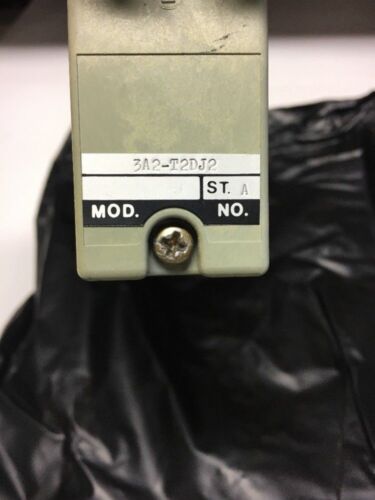 3A2-T2DJ2
ST. A
MOD. NO.